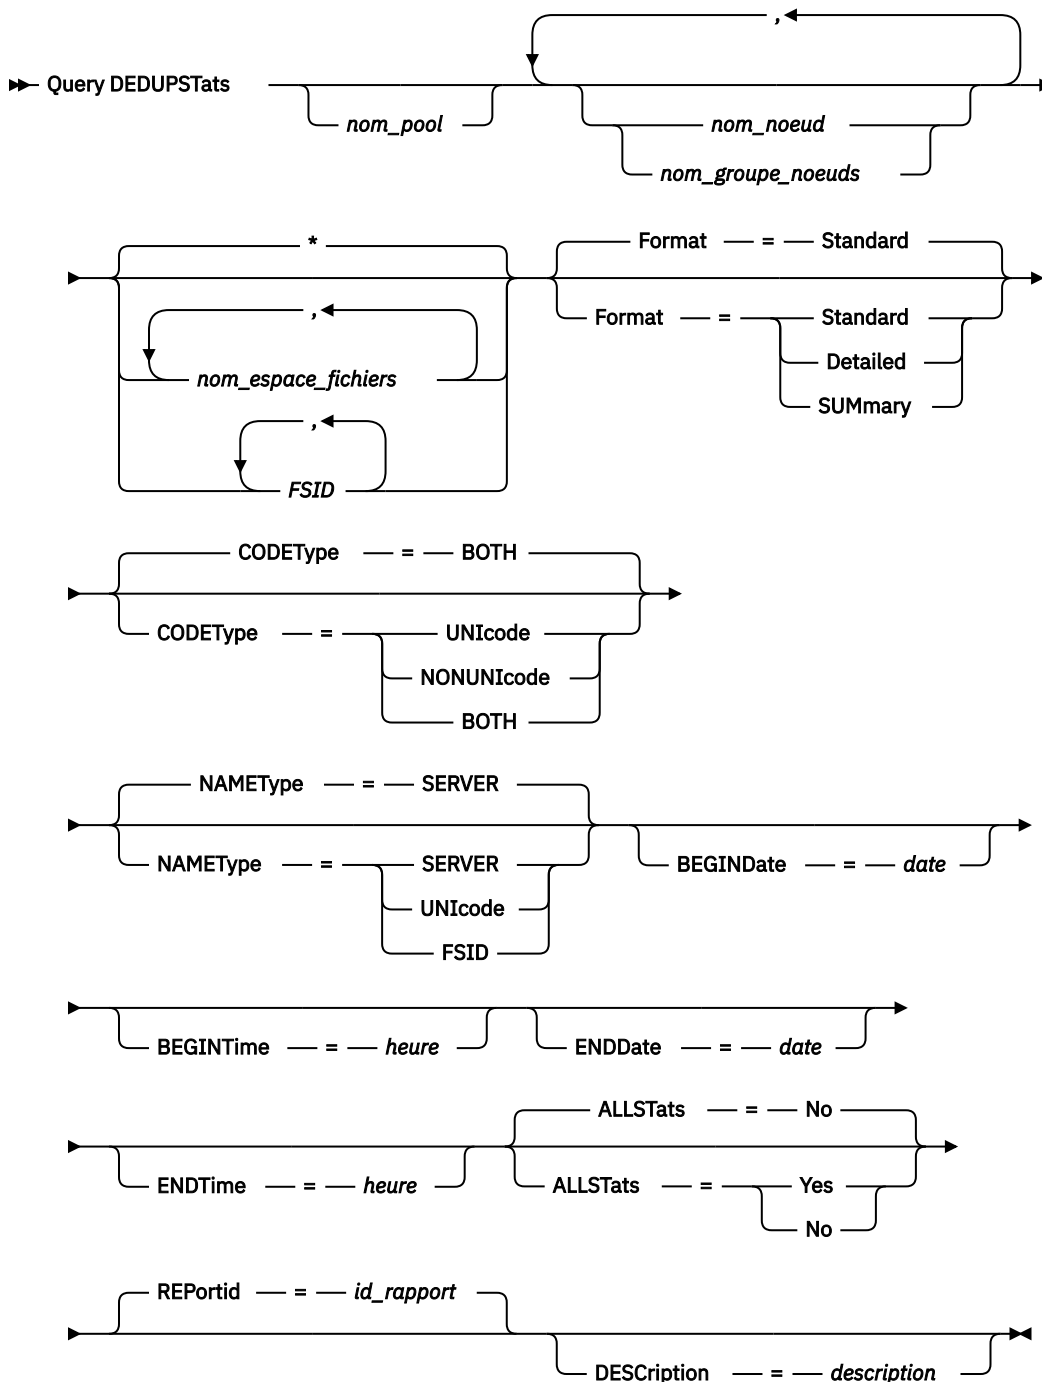 ,
Query DEDUPSTats
nom_pool
nom_noeud
nom_groupe_noeuds
*
,
nom_espace_fichiers
,
FSID
Format = Standard
Format = Standard
Detailed
SUMmary
CODEType = BOTH
CODEType = UNIcode
NONUNIcode
BOTH
NAMEType = SERVER
NAMEType = SERVER
UNIcode
FSID
BEGINDate = date
BEGINTime = heure
ENDDate = date
ENDTime = heure
ALLSTats = No
ALLSTats = Yes
No
REPortid = id_rapport
DESCription = description